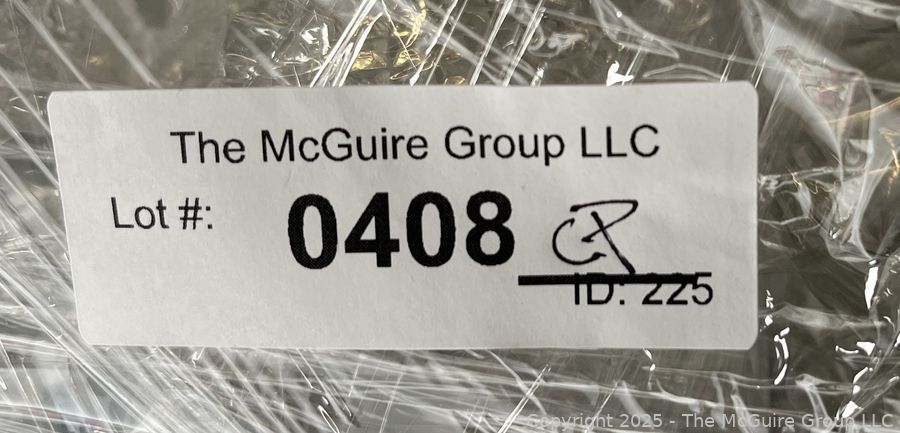 The McGuire Group LLC
Lot #: 0408
ID: 225
Copyright 2025 - The McGuire Group LLC